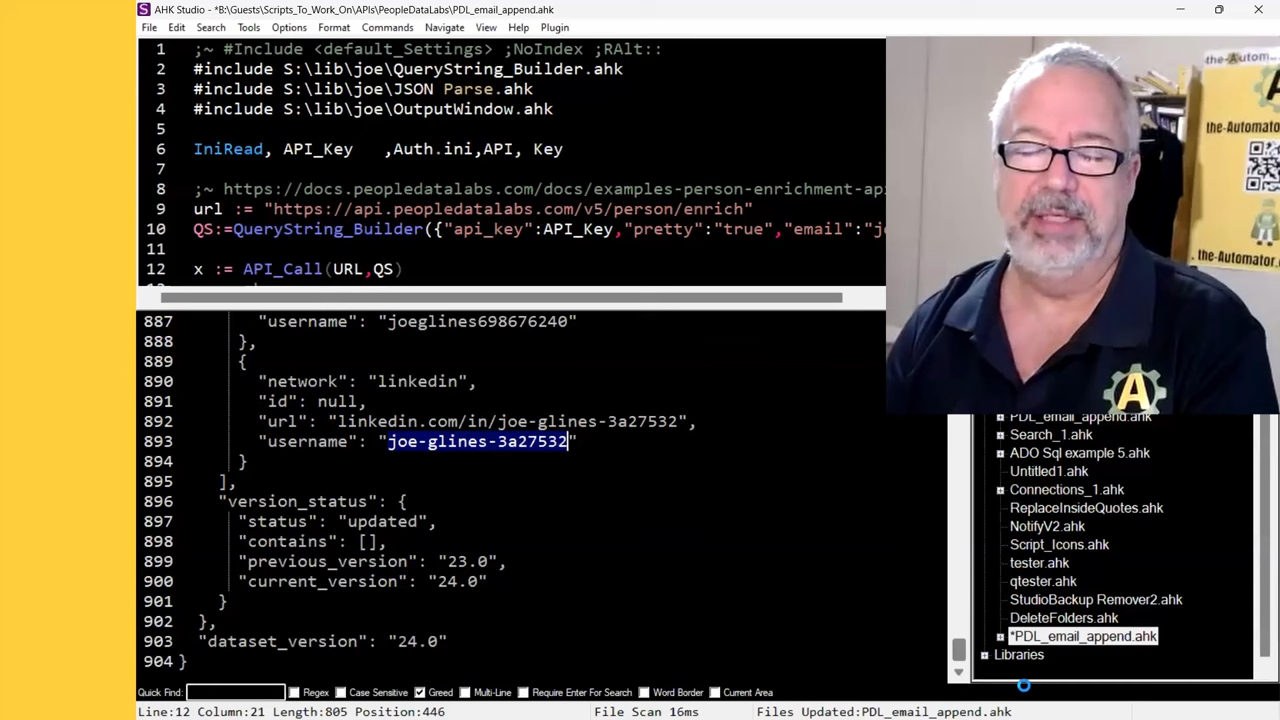 AHK Studio - *B:\Guests\Scripts_To_Work_On\APIs\PeopleDataLabs\PDL_email_append.ahk
File Edit Search Tools Options Format Commands Navigate View Help Plugin
1 ;~ #Include <default_Settings> ;NoIndex ;RAlt::
2 #include S:\lib\joe\QueryString_Builder.ahk
3 #include S:\lib\joe\JSON Parse.ahk
4 #include S:\lib\joe\OutputWindow.ahk
5
6 IniRead, API_Key ,Auth.ini,API, Key
7
8 ;~ https://docs.peopledatalabs.com/docs/examples-person-enrichment-ap
9 url := "https://api.peopledatalabs.com/v5/person/enrich"
10 QS:=QueryString_Builder({"api_key":API_Key,"pretty":"true","email":"j
11
12 x := API_Call(URL,QS)
the-Autom
A
the-Automator
. the-Automator.c
A
887 "username": "joeglines698676240"
888 },
889 {
890 "network": "linkedin",
891 "id": null,
892 "url": "linkedin.com/in/joe-glines-3a27532",
893 "username": "joe-glines-3a27532"
894 }
895 ],
896 "version_status": {
897 "status": "updated",
898 "contains": [],
899 "previous_version": "23.0",
900 "current_version": "24.0"
901 }
902 },
903 "dataset_version": "24.0"
904 }
PDL_email_append.ahk
Search_1.ahk
ADO Sql example 5.ahk
Untitled1.ahk
Connections_1.ahk
ReplaceInsideQuotes.ahk
NotifyV2.ahk
Script_Icons.ahk
tester.ahk
qtester.ahk
StudioBackup Remover2.ahk
DeleteFolders.ahk
*PDL_email_append.ahk
Libraries
Quick Find: Regex Case Sensitive Greed Multi-Line Require Enter For Search Word Border Current Area
Line:12 Column:21 Length:805 Position:446 File Scan 16ms Files Updated:PDL_email_append.ahk